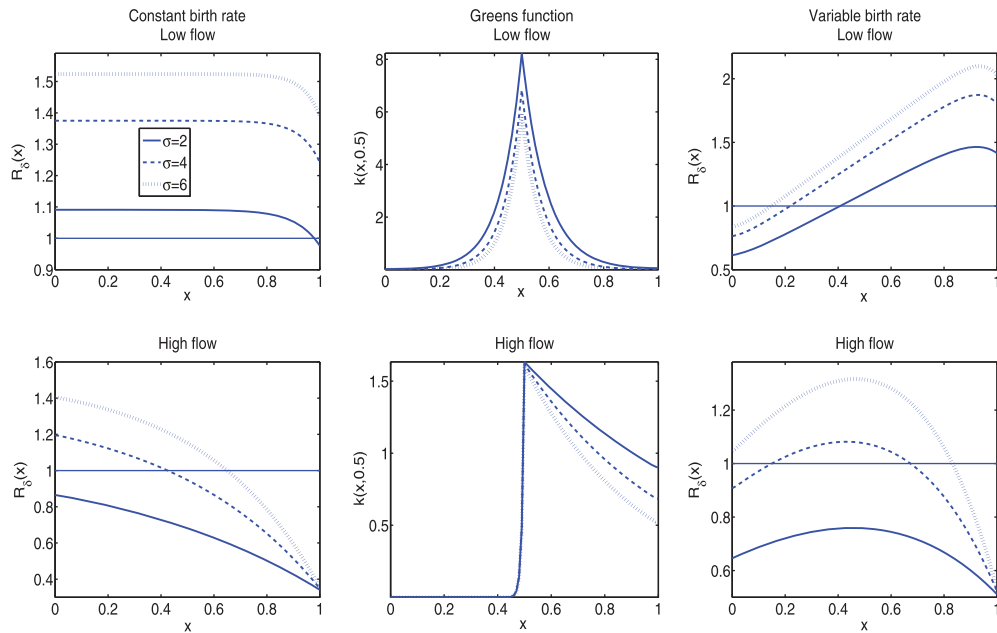 Constant birth rate
Low flow
Greens function
Low flow
Variable birth rate
Low flow
1.5
1.4
1.3
1.2
1.1
1
0.9
R_δ(x)
σ=2
σ=4
σ=6
0 0.2 0.4 0.6 0.8 1
x
8
6
4
2
k(x,0.5)
0 0.2 0.4 0.6 0.8 1
x
2
1.5
1
0.5
R_δ(x)
0 0.2 0.4 0.6 0.8 1
x
High flow
High flow
High flow
1.6
1.4
1.2
1
0.8
0.6
0.4
R_δ(x)
0 0.2 0.4 0.6 0.8 1
x
1.5
1
0.5
k(x,0.5)
0 0.2 0.4 0.6 0.8 1
x
1.2
1
0.8
0.6
R_δ(x)
0 0.2 0.4 0.6 0.8 1
x